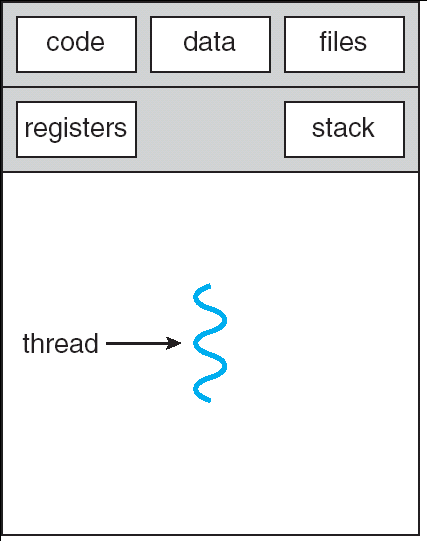 code data files
registers stack
thread